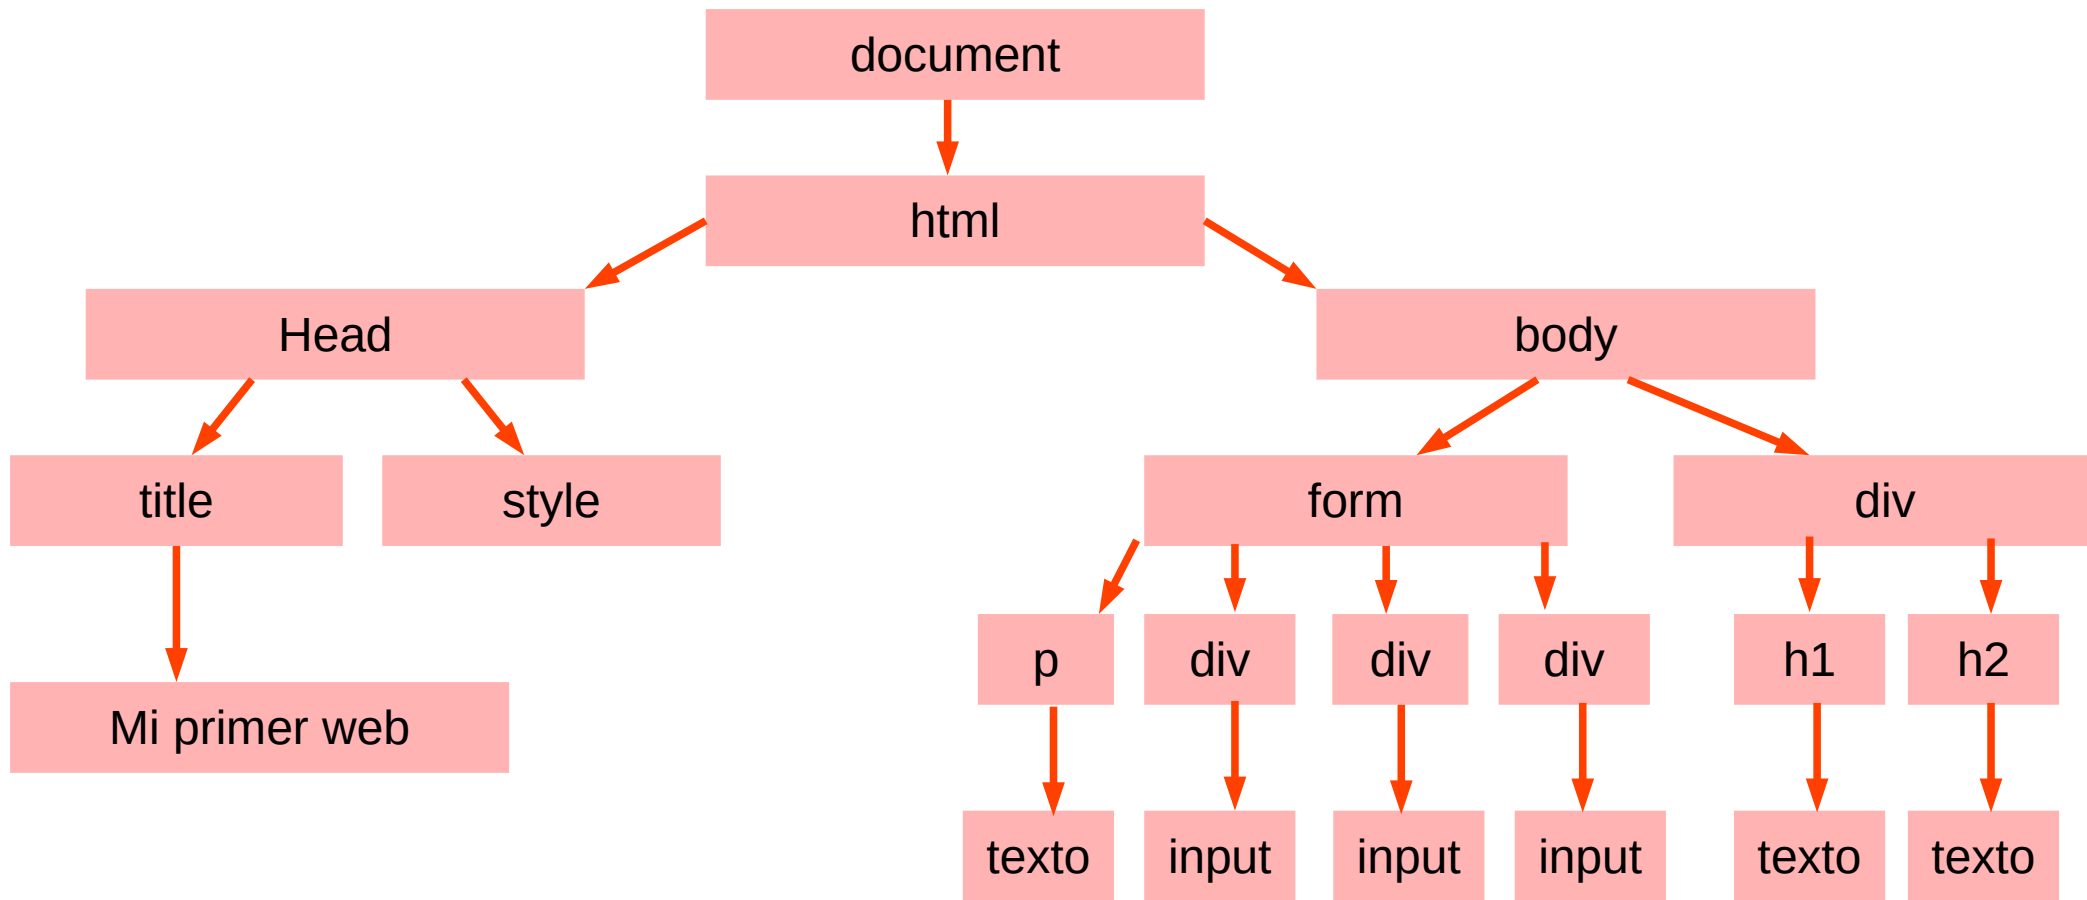 document
html
Head
body
title
style
form
div
p
div
div
div
h1
h2
Mi primer web
texto
input
input
input
texto
texto